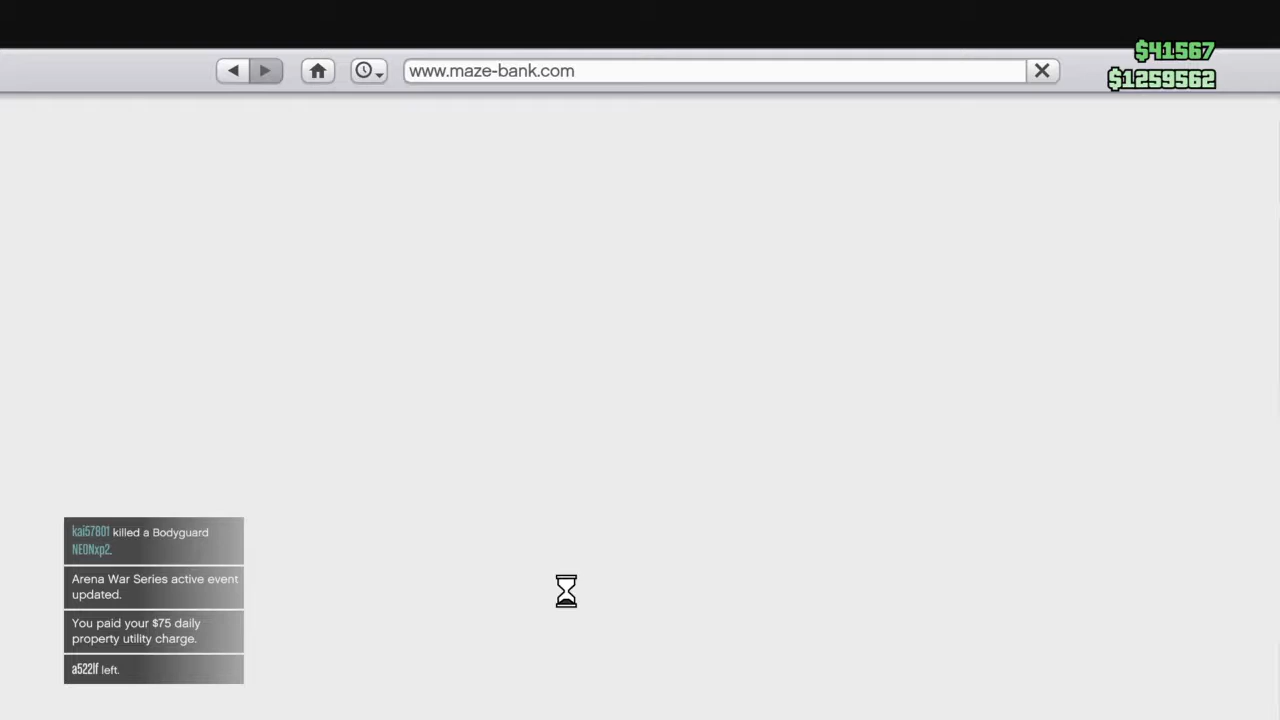 www.maze-bank.com
$41567
$1259562
kai57801 killed a Bodyguard
NEONxp2.
Arena War Series active event
updated.
You paid your $75 daily
property utility charge.
a522lf left.